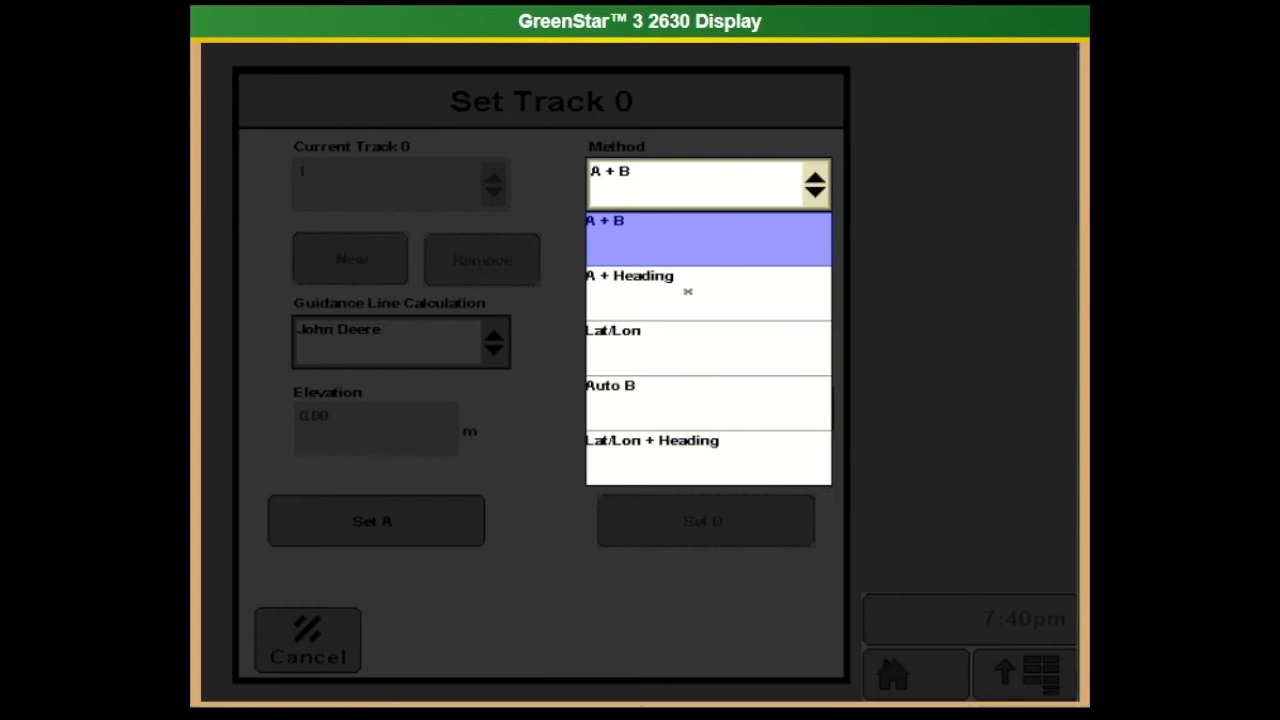 GreenStar™ 3 2630 Display
Set Track 0
Current Track 0
1
New
Remove
Guidance Line Calculation
John Deere
Elevation
0.00
m
Method
A + B
A + B
A + Heading
Lat/Lon
Auto B
Lat/Lon + Heading
Set A
Set B
Cancel
7:40pm